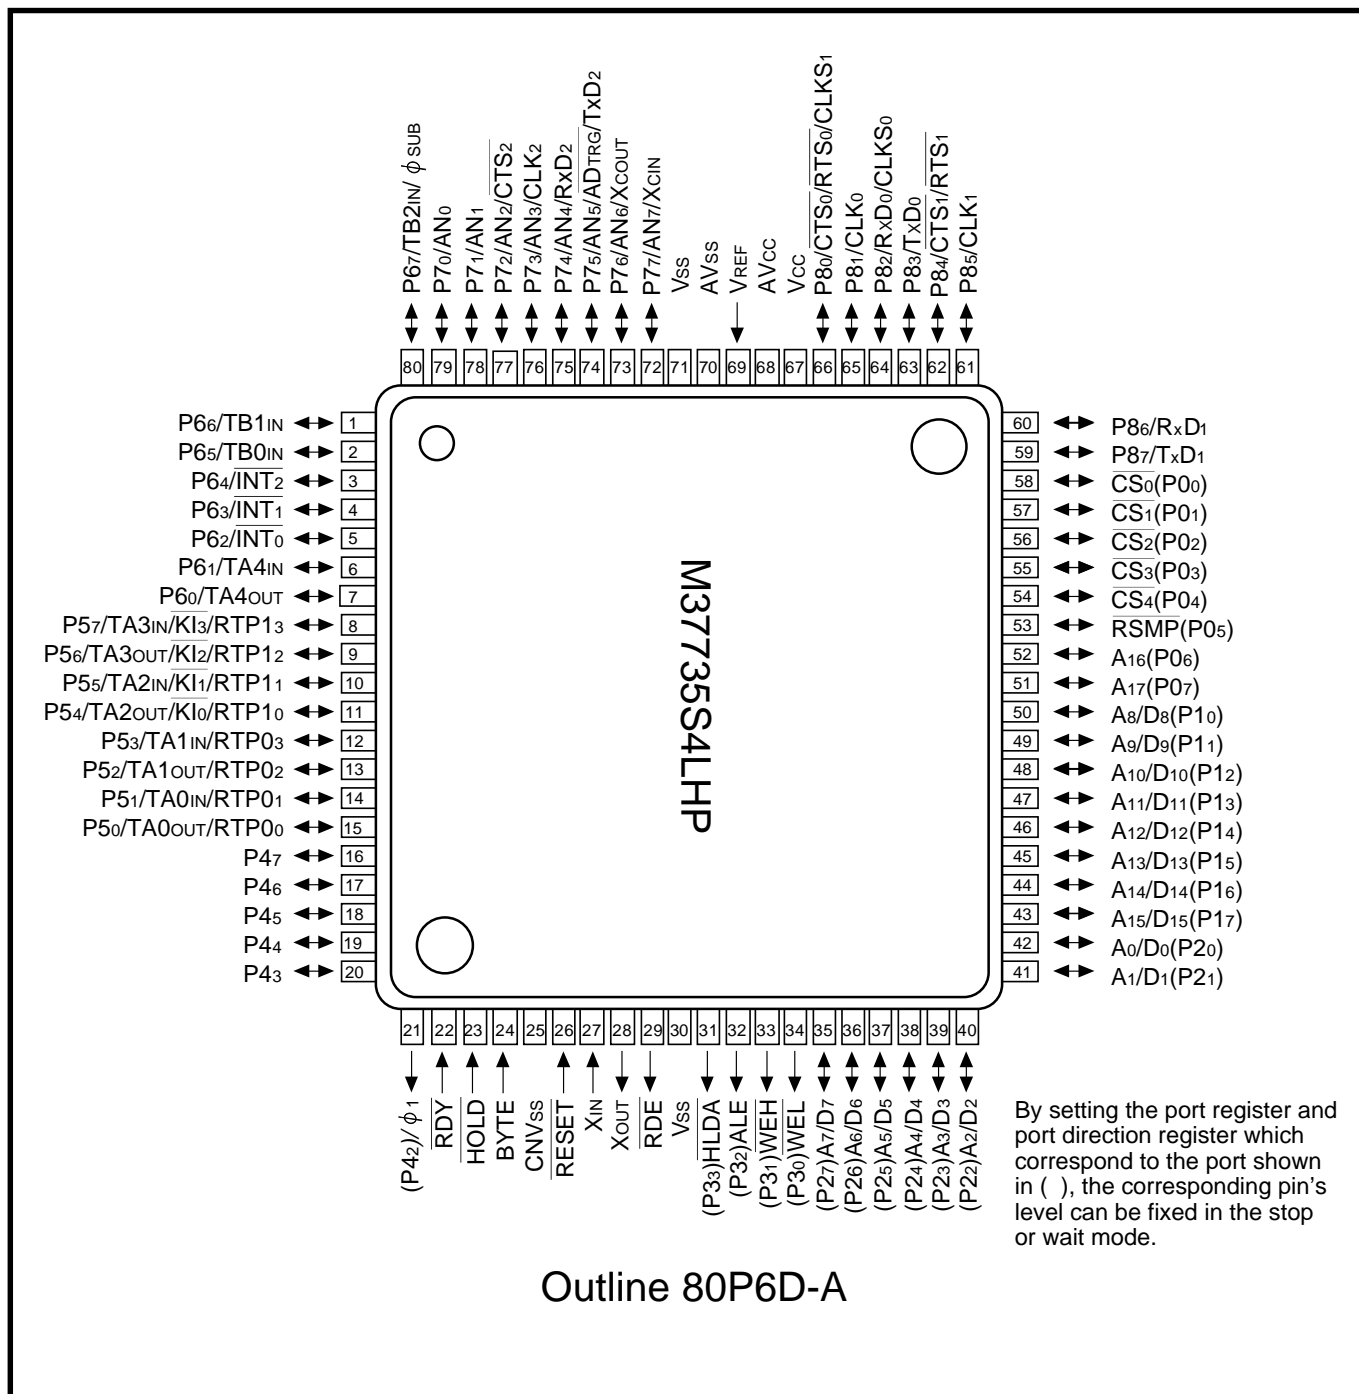 P67/TB2IN/ φ SUB
P70/AN0
P71/AN1
P72/AN2/CTS2
P73/AN3/CLK2
P74/AN4/RxD2
P75/AN5/ADTRG/TxD2
P76/AN6/XCOUT
P77/AN7/XCIN
VSS
AVSS
VREF
AVCC
VCC
P80/CTS0/RTS0/CLKS1
P81/CLK0
P82/RxD0/CLKS0
P83/TxD0
P84/CTS1/RTS1
P85/CLK1
80 79 78 77 76 75 74 73 72 71 70 69 68 67 66 65 64 63 62 61
P66/TB1IN 1
P65/TB0IN 2
P64/INT2 3
P63/INT1 4
P62/INT0 5
P61/TA4IN 6
P60/TA4OUT 7
P57/TA3IN/KI3/RTP13 8
P56/TA3OUT/KI2/RTP12 9
P55/TA2IN/KI1/RTP11 10
P54/TA2OUT/KI0/RTP10 11
P53/TA1IN/RTP03 12
P52/TA1OUT/RTP02 13
P51/TA0IN/RTP01 14
P50/TA0OUT/RTP00 15
P47 16
P46 17
P45 18
P44 19
P43 20
M37735S4LHP
60 P86/RxD1
59 P87/TxD1
58 CS0(P00)
57 CS1(P01)
56 CS2(P02)
55 CS3(P03)
54 CS4(P04)
53 RSMP(P05)
52 A16(P06)
51 A17(P07)
50 A8/D8(P10)
49 A9/D9(P11)
48 A10/D10(P12)
47 A11/D11(P13)
46 A12/D12(P14)
45 A13/D13(P15)
44 A14/D14(P16)
43 A15/D15(P17)
42 A0/D0(P20)
41 A1/D1(P21)
21 22 23 24 25 26 27 28 29 30 31 32 33 34 35 36 37 38 39 40
(P42)/ φ 1
RDY
HOLD
BYTE
CNVSS
RESET
XIN
XOUT
RDE
VSS
(P33)HLDA
(P32)ALE
(P31)WEH
(P30)WEL
(P27)A7/D7
(P26)A6/D6
(P25)A5/D5
(P24)A4/D4
(P23)A3/D3
(P22)A2/D2
By setting the port register and
port direction register which
correspond to the port shown
in ( ), the corresponding pin’s
level can be fixed in the stop
or wait mode.
Outline 80P6D-A